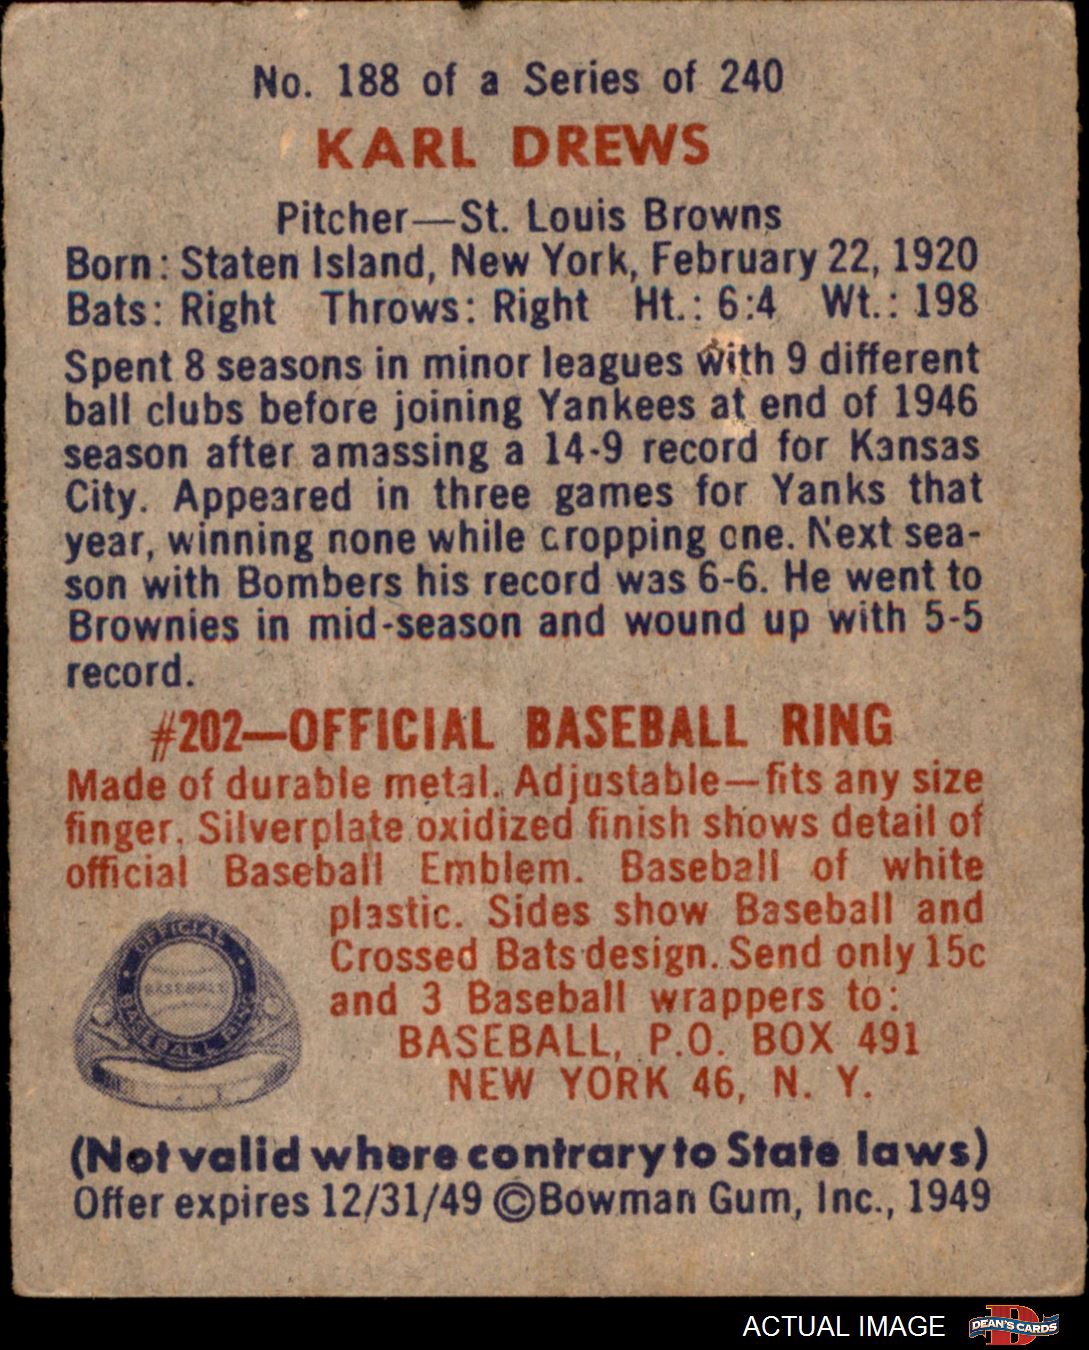 No. 188 of a Series of 240
KARL DREWS
Pitcher—St. Louis Browns
Born: Staten Island, New York, February 22, 1920
Bats: Right Throws: Right Ht.: 6:4 Wt.: 198
Spent 8 seasons in minor leagues with 9 different
ball clubs before joining Yankees at end of 1946
season after amassing a 14-9 record for Kansas
City. Appeared in three games for Yanks that
year, winning none while dropping one. Next sea-
son with Bombers his record was 6-6. He went to
Brownies in mid-season and wound up with 5-5
record.
#202—OFFICIAL BASEBALL RING
Made of durable metal. Adjustable—fits any size
finger. Silverplate oxidized finish shows detail of
official Baseball Emblem. Baseball of white
plastic. Sides show Baseball and
Crossed Bats design. Send only 15c
and 3 Baseball wrappers to:
BASEBALL, P.O. BOX 491
NEW YORK 46, N. Y.
OFFICIAL
BASEBALL
BASEBALL RING
(Not valid where contrary to State laws)
Offer expires 12/31/49 ©Bowman Gum, Inc., 1949
ACTUAL IMAGE
D
DEAN'S CARDS